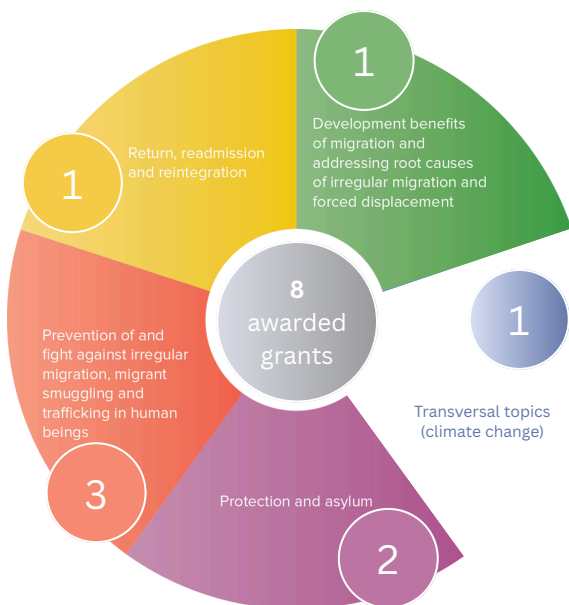 1
Development benefits
of migration and
addressing root causes
of irregular migration and
forced displacement
Return, readmission
and reintegration
1
8
awarded
grants
1
Transversal topics
(climate change)
Prevention of and
fight against irregular
migration, migrant
smuggling and
trafficking in human
beings
3
Protection and asylum
2